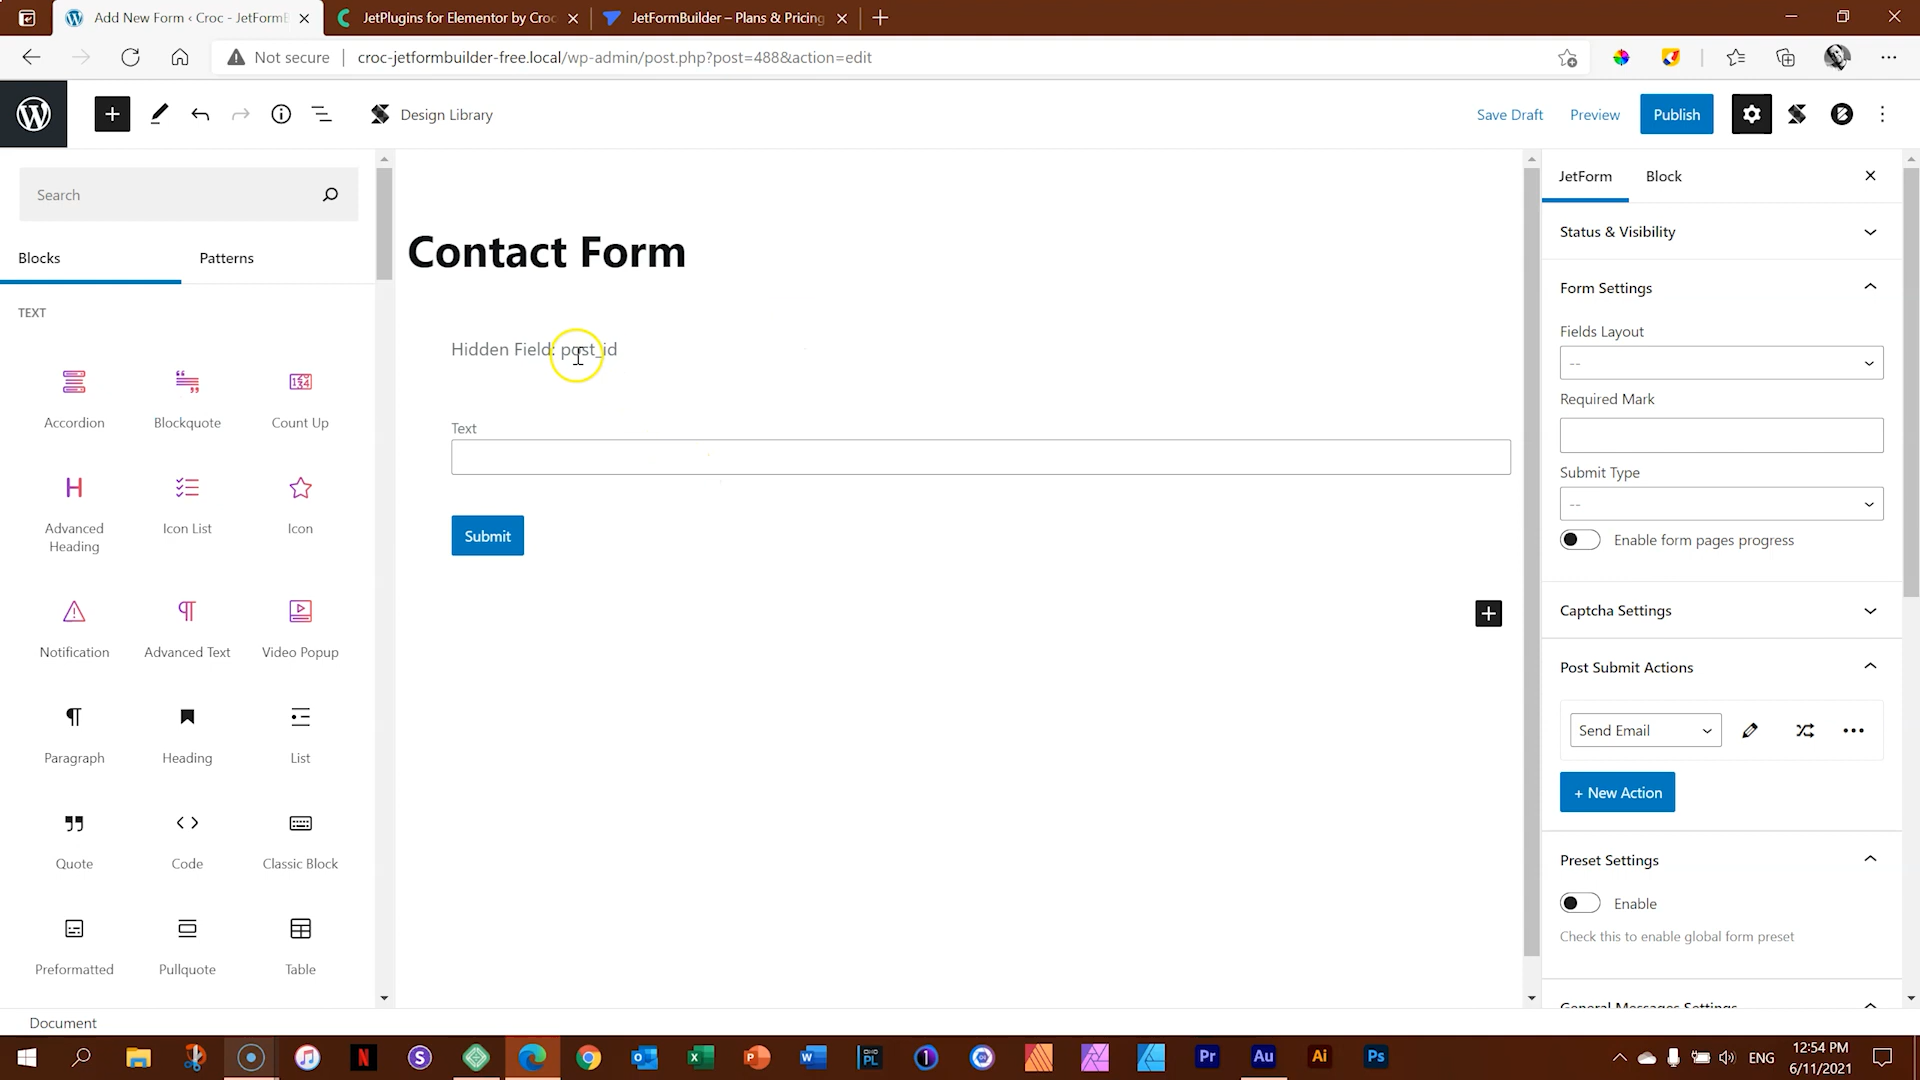 Add New Form ‹ Croc - JetFormB
JetPlugins for Elementor by Croc
JetFormBuilder – Plans & Pricing
Not secure
croc-jetformbuilder-free.local/wp-admin/post.php?post=488&action=edit
Design Library
Save Draft
Preview
Publish
Search
Blocks
Patterns
TEXT
Accordion
Blockquote
Count Up
Advanced Heading
Icon List
Icon
Notification
Advanced Text
Video Popup
Paragraph
Heading
List
Quote
Code
Classic Block
Preformatted
Pullquote
Table
Contact Form
Hidden Field: post_id
Text
Submit
JetForm
Block
Status & Visibility
Form Settings
Fields Layout
--
Required Mark
Submit Type
--
Enable form pages progress
Captcha Settings
Post Submit Actions
Send Email
+ New Action
Preset Settings
Enable
Check this to enable global form preset
General Messages Settings
Document
ENG
12:54 PM
6/11/2021